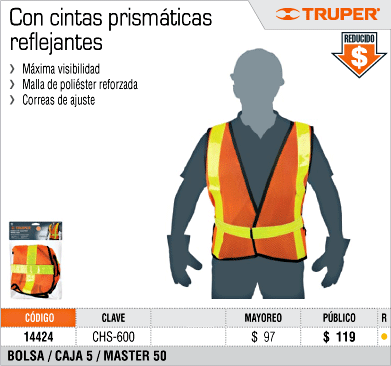 Con cintas prismáticas
reflejantes
TRUPER
REDUCIDO
$
› Máxima visibilidad
› Malla de poliéster reforzada
› Correas de ajuste
TRUPER
CÓDIGO CLAVE MAYOREO PÚBLICO R
14424 CHS-600 $ 97 $ 119
BOLSA / CAJA 5 / MASTER 50